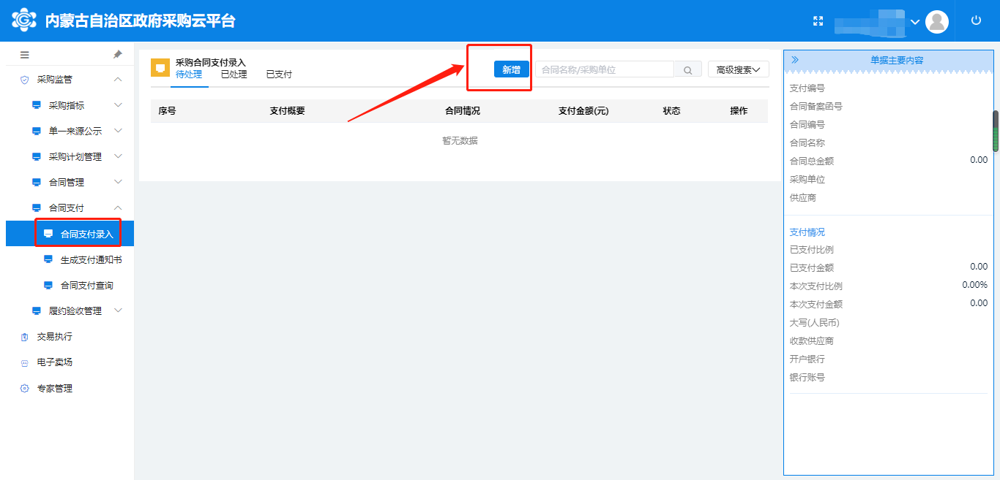 内蒙古自治区政府采购云平台
采购监管
采购指标
单一来源公示
采购计划管理
合同管理
合同支付
合同支付录入
生成支付通知书
合同支付查询
履约验收管理
交易执行
电子卖场
专家管理
采购合同支付录入
待处理 已处理 已支付
新增 合同名称/采购单位 高级搜索
序号 支付概要 合同情况 支付金额(元) 状态 操作
暂无数据
单据主要内容
支付编号
合同备案函号
合同编号
合同名称
合同总金额 0.00
采购单位
供应商
支付情况
已支付比例
已支付金额 0.00
本次支付比例 0.00%
本次支付金额 0.00
大写(人民币)
收款供应商
开户银行
银行账号